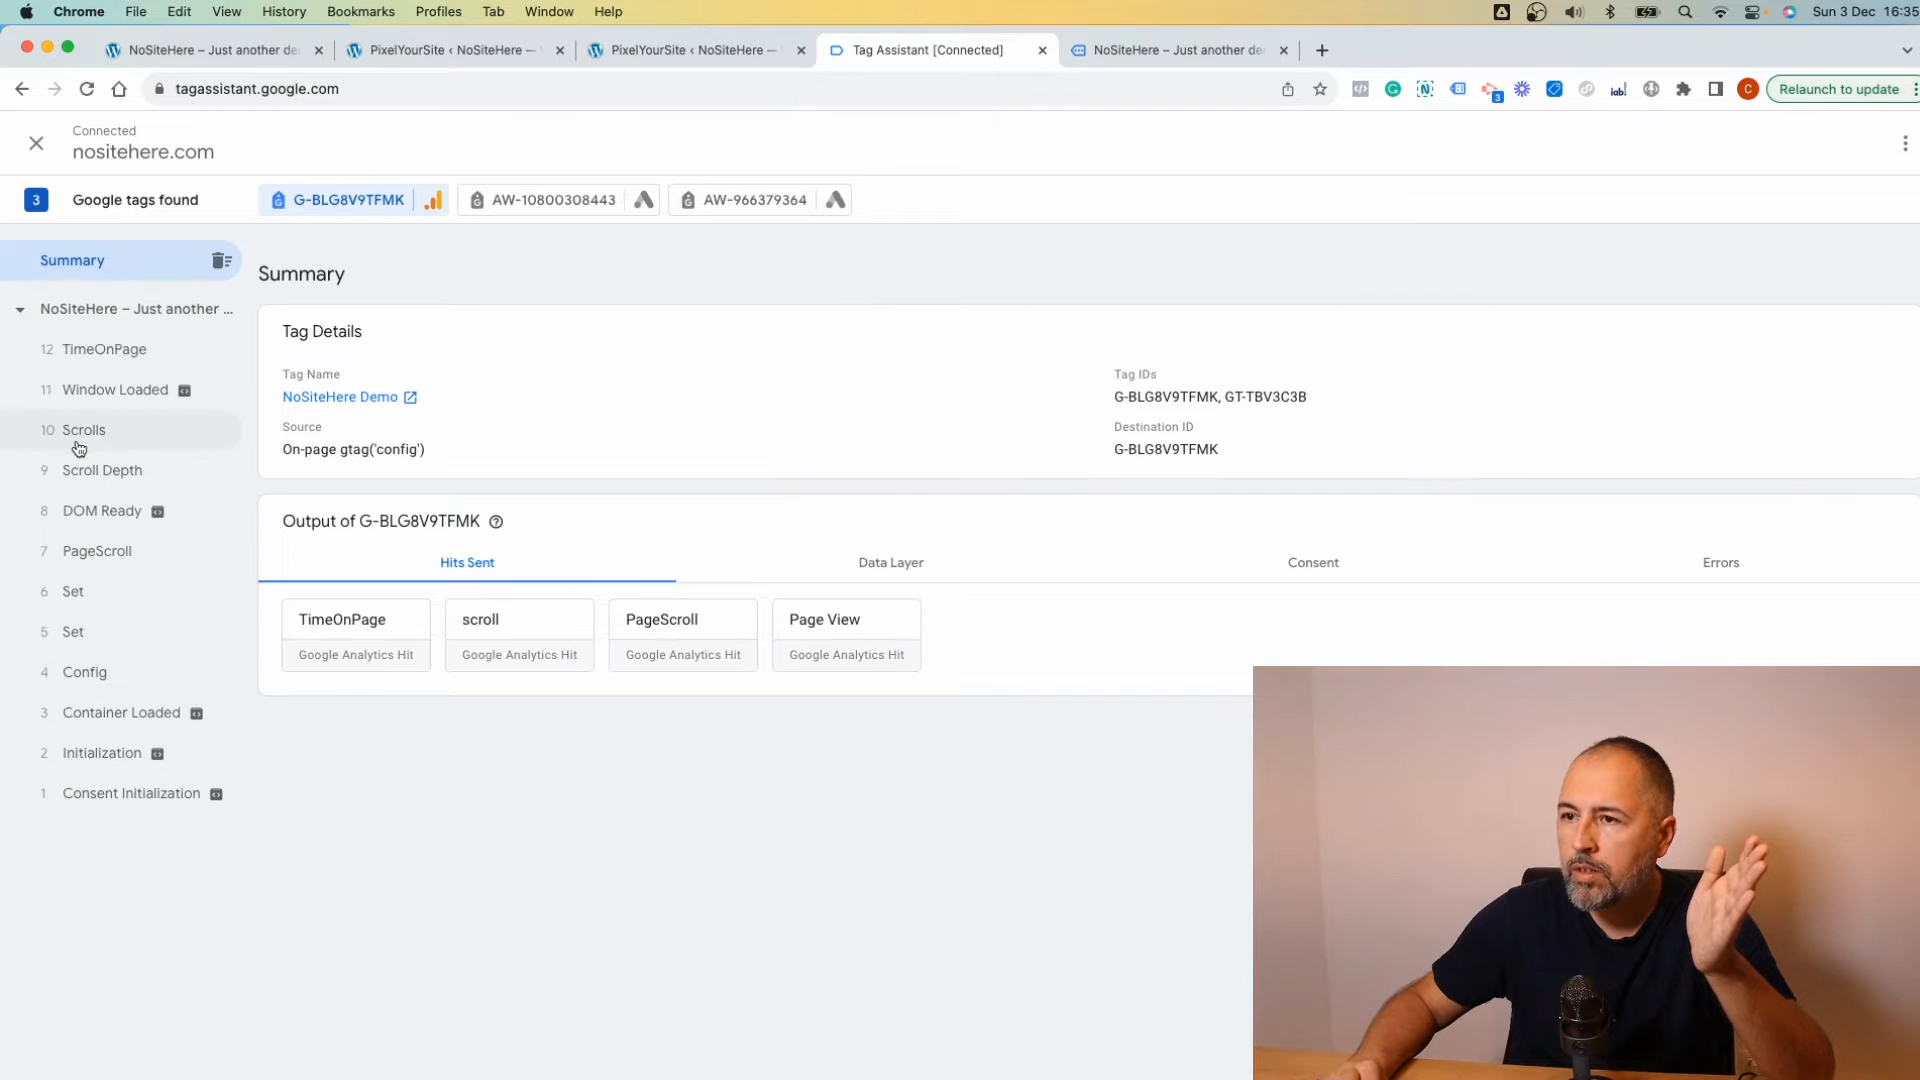 Chrome File Edit View History Bookmarks Profiles Tab Window Help Sun 3 Dec 16:35
NoSiteHere – Just another de PixelYourSite ‹ NoSiteHere — PixelYourSite ‹ NoSiteHere — Tag Assistant [Connected] NoSiteHere – Just another de
tagassistant.google.com 3 iab! C Relaunch to update
Connected
nositehere.com
3 Google tags found G-BLG8V9TFMK AW-10800308443 AW-966379364
Summary
NoSiteHere – Just another ...
12 TimeOnPage
11 Window Loaded
10 Scrolls
9 Scroll Depth
8 DOM Ready
7 PageScroll
6 Set
5 Set
4 Config
3 Container Loaded
2 Initialization
1 Consent Initialization
Summary
Tag Details
Tag Name
NoSiteHere Demo
Tag IDs
G-BLG8V9TFMK, GT-TBV3C3B
Source
On-page gtag('config')
Destination ID
G-BLG8V9TFMK
Output of G-BLG8V9TFMK
Hits Sent Data Layer Consent Errors
TimeOnPage scroll PageScroll Page View
Google Analytics Hit Google Analytics Hit Google Analytics Hit Google Analytics Hit